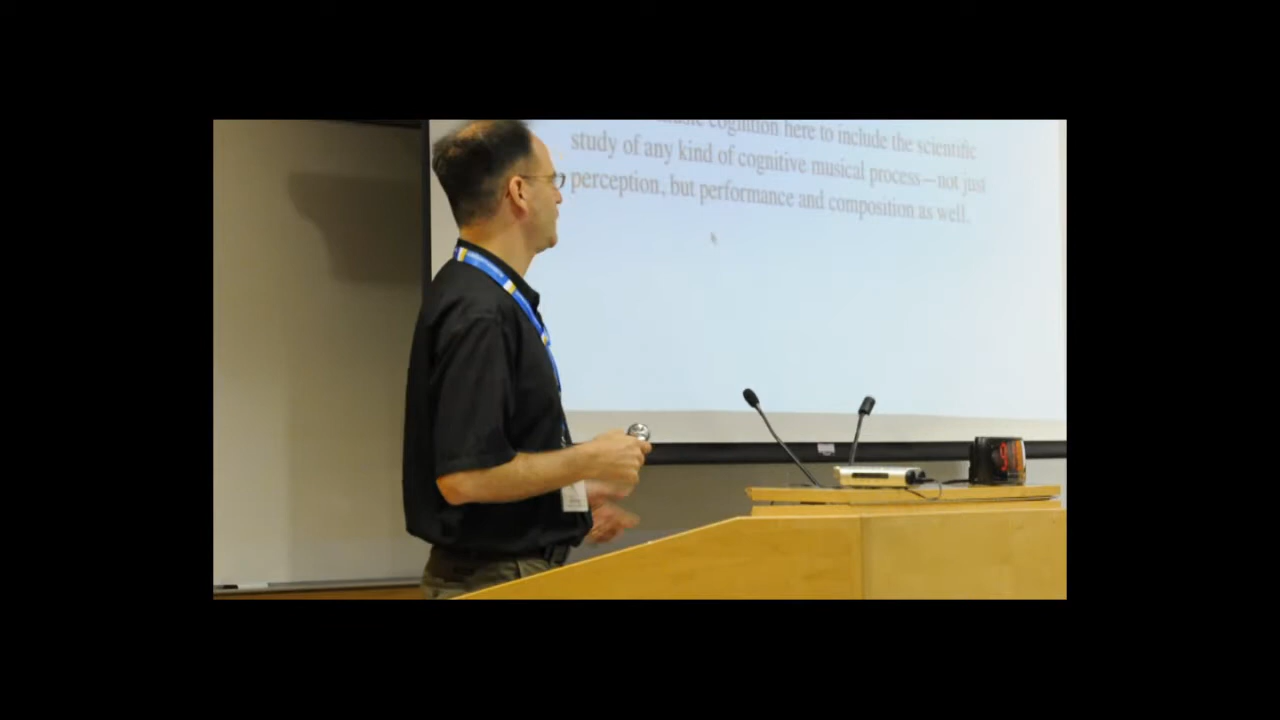 music cognition here to include the scientific
study of any kind of cognitive musical process—not just
perception, but performance and composition as well.